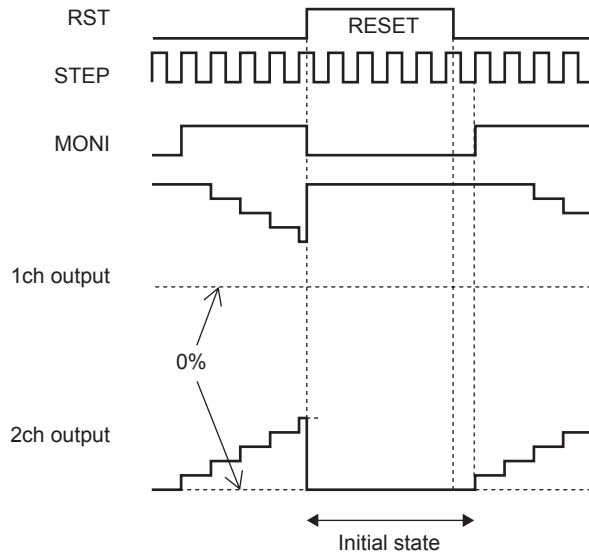 RST
RESET
STEP
MONI
1ch output
0%
2ch output
Initial state